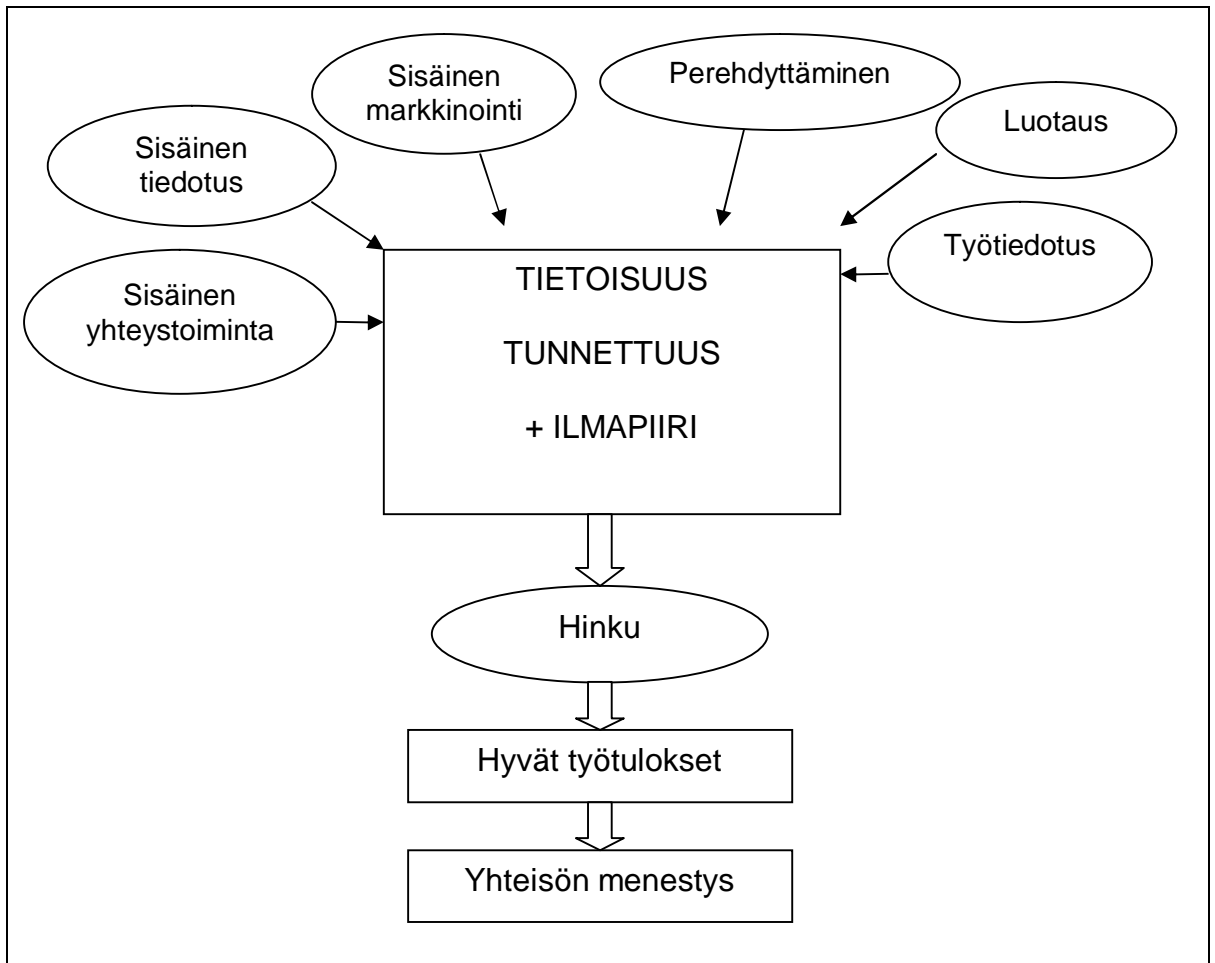 Sisäinen
markkinointi
Perehdyttäminen
Luotaus
Sisäinen
tiedotus
Työtiedotus
Sisäinen
yhteystoiminta
TIETOISUUS
TUNNETTUUS
+ ILMAPIIRI
Hinku
Hyvät työtulokset
Yhteisön menestys